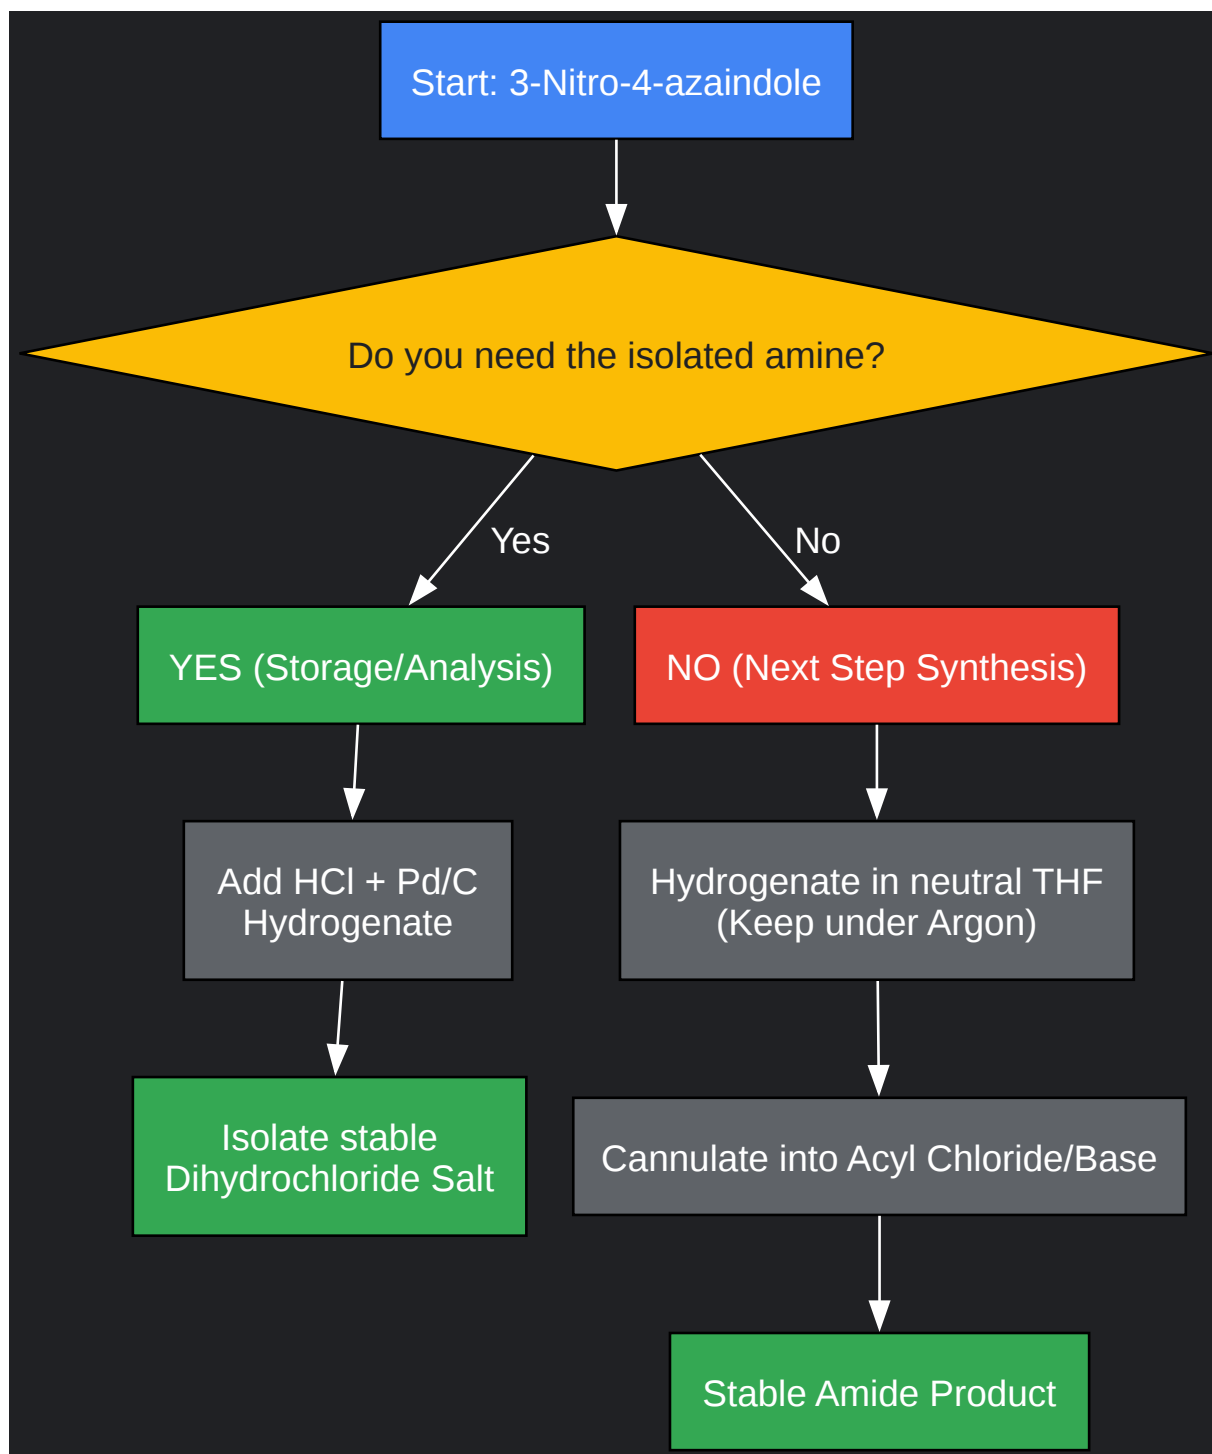 Start: 3-Nitro-4-azaindole
Do you need the isolated amine?
Yes
No
YES (Storage/Analysis)
NO (Next Step Synthesis)
Add HCl + Pd/C
Hydrogenate
Hydrogenate in neutral THF
(Keep under Argon)
Isolate stable
Dihydrochloride Salt
Cannulate into Acyl Chloride/Base
Stable Amide Product